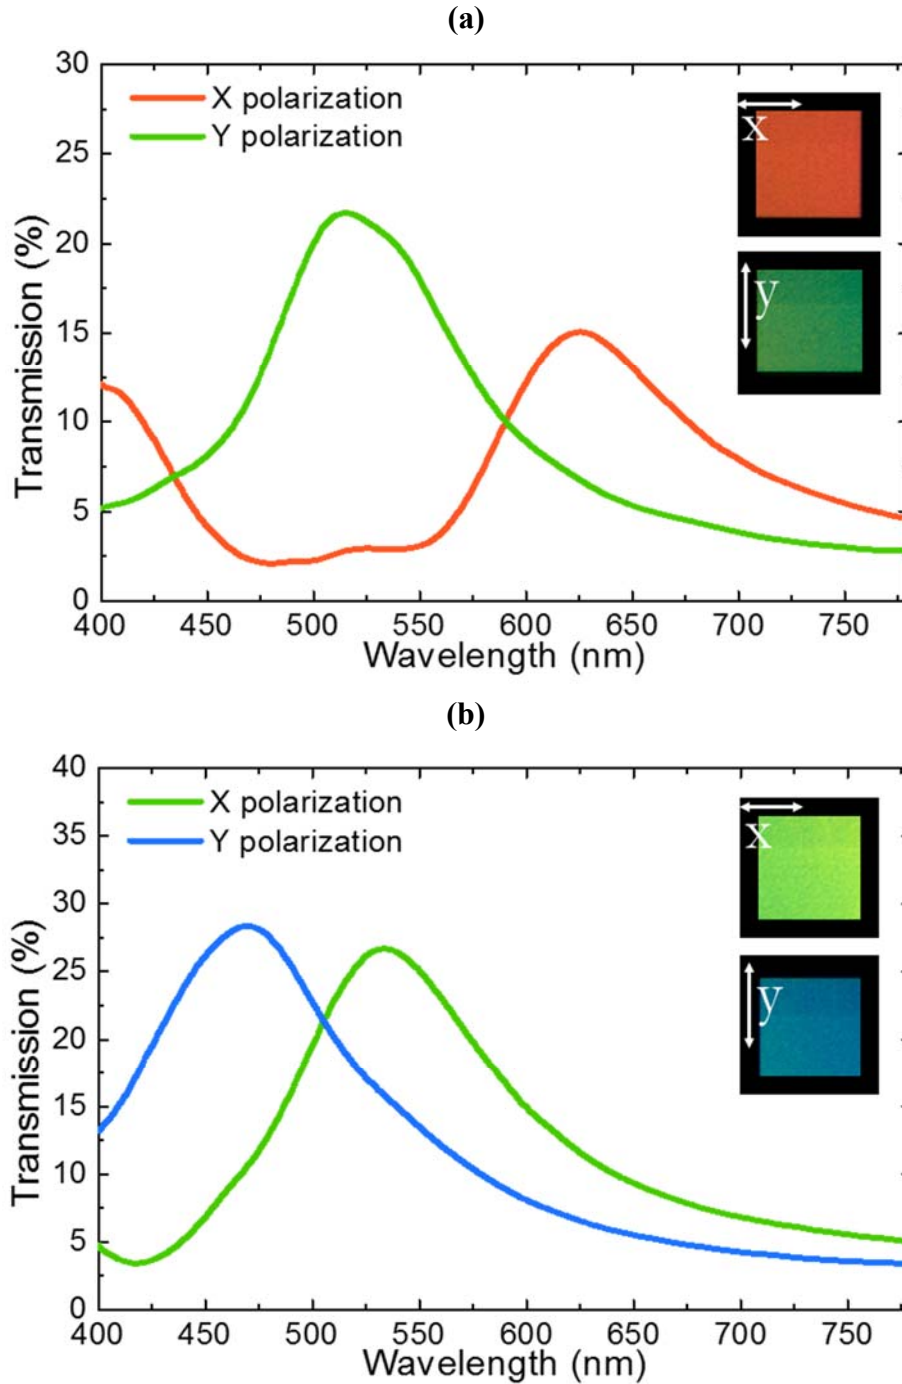 (a)
30
25
20
15
10
5
0
X polarization
Y polarization
x
y
Transmission (%)
400 450 500 550 600 650 700 750
Wavelength (nm)
(b)
40
35
30
25
20
15
10
5
0
X polarization
Y polarization
x
y
Transmission (%)
400 450 500 550 600 650 700 750
Wavelength (nm)